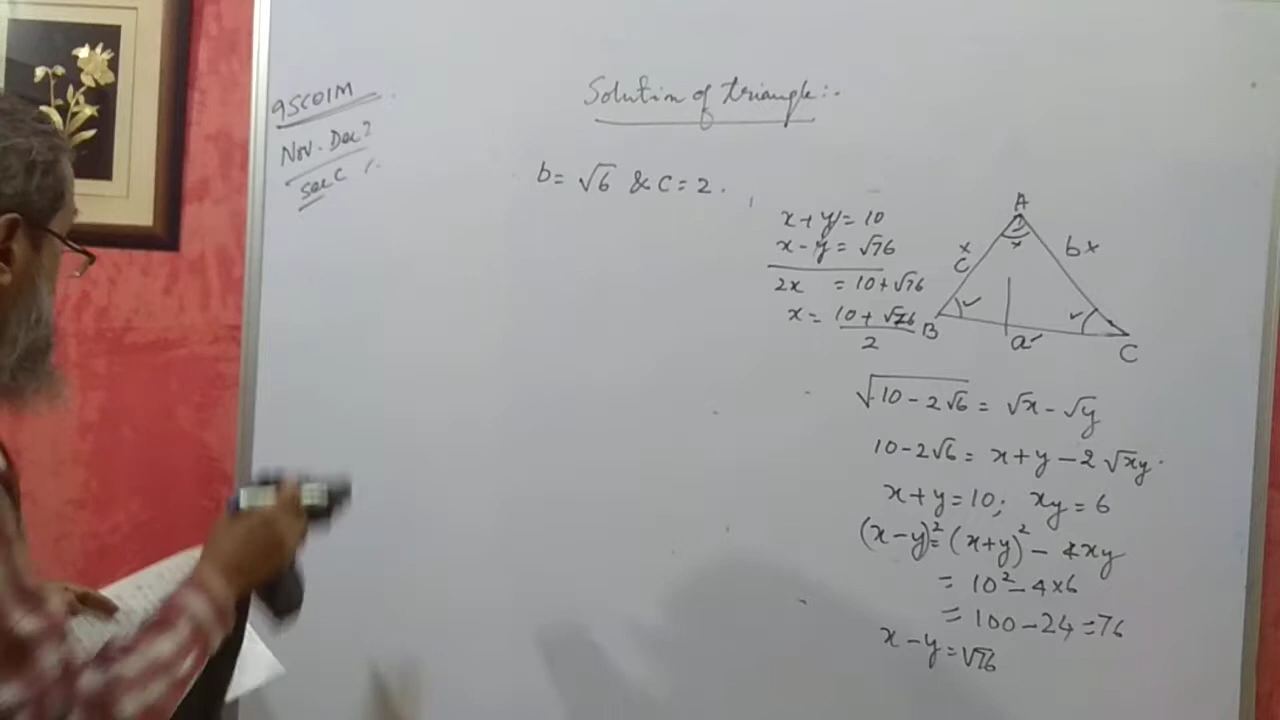 9SC01M
Nov. Dec ?
Sec C
Solution of triangle:-
b = √6 & c = 2.
x + y = 10
x - y = √76
2x = 10 + √76
x = 10 + √76
2
A
x
c
x
b x
B
a
C
√10 - 2√6 = √x - √y
10 - 2√6 = x + y - 2 √xy.
x + y = 10; xy = 6
(x - y)² = (x + y)² - 4xy
= 10² - 4 × 6
= 100 - 24 = 76
x - y = √76